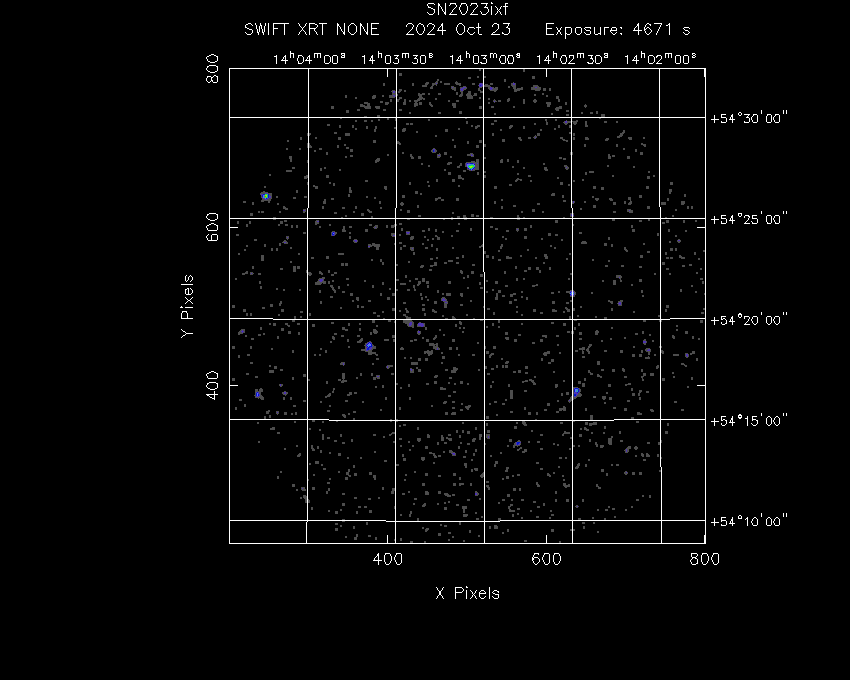 SN2023ixf
SWIFT XRT NONE 2024 Oct 23 Exposure: 4671 s
14ʰ04ᵐ00ˢ 14ʰ03ᵐ30ˢ 14ʰ03ᵐ00ˢ 14ʰ02ᵐ30ˢ 14ʰ02ᵐ00ˢ
800
+54°30'00"
+54°25'00"
600
Y Pixels
+54°20'00"
400
+54°15'00"
+54°10'00"
400 600 800
X Pixels